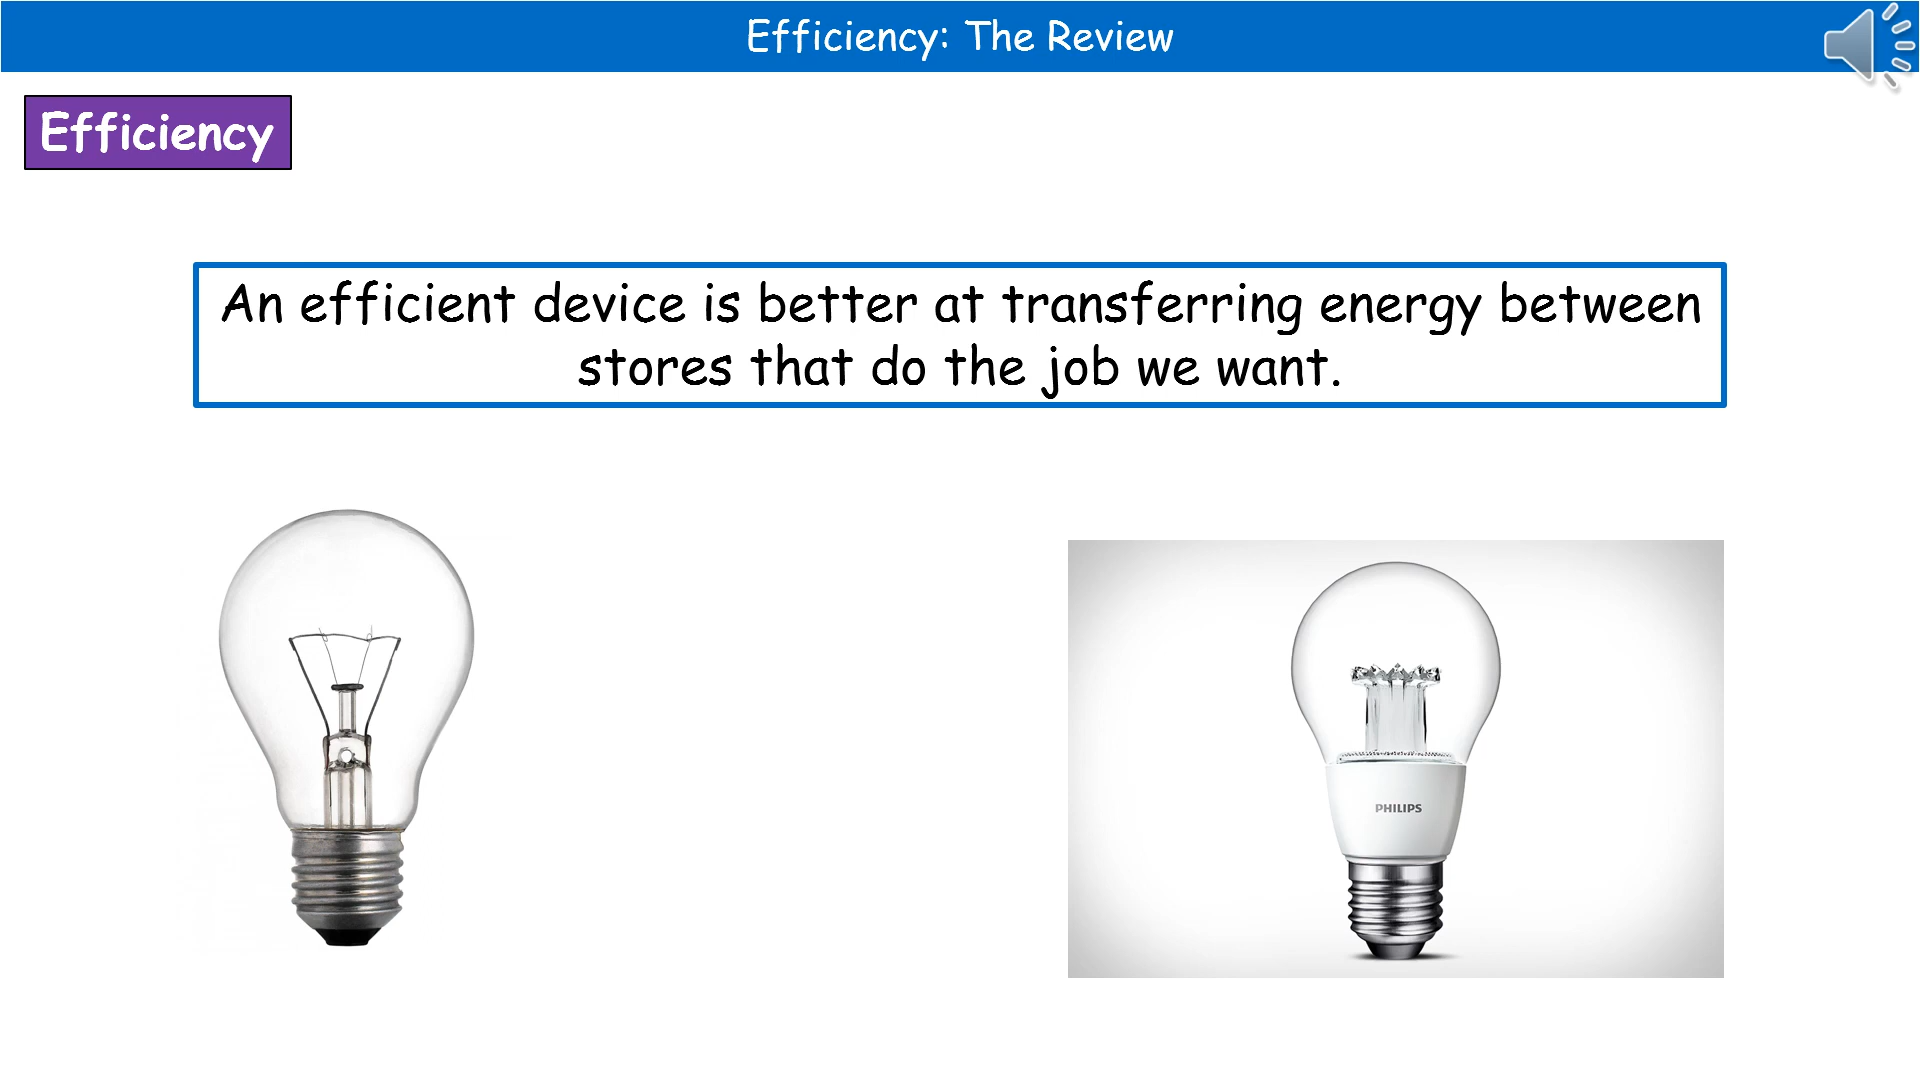 Efficiency: The Review
Efficiency
An efficient device is better at transferring energy between
stores that do the job we want.
PHILIPS